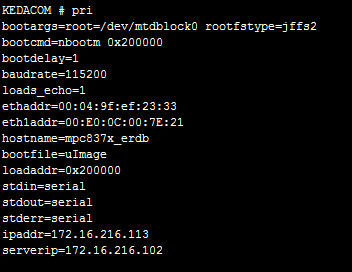 KEDACOM # pri
bootargs=root=/dev/mtdblock0 rootfstype=jffs2
bootcmd=nbootm 0x200000
bootdelay=1
baudrate=115200
loads_echo=1
ethaddr=00:04:9f:ef:23:33
eth1addr=00:E0:0C:00:7E:21
hostname=mpc837x_erdb
bootfile=uImage
loadaddr=0x200000
stdin=serial
stdout=serial
stderr=serial
ipaddr=172.16.216.113
serverip=172.16.216.102